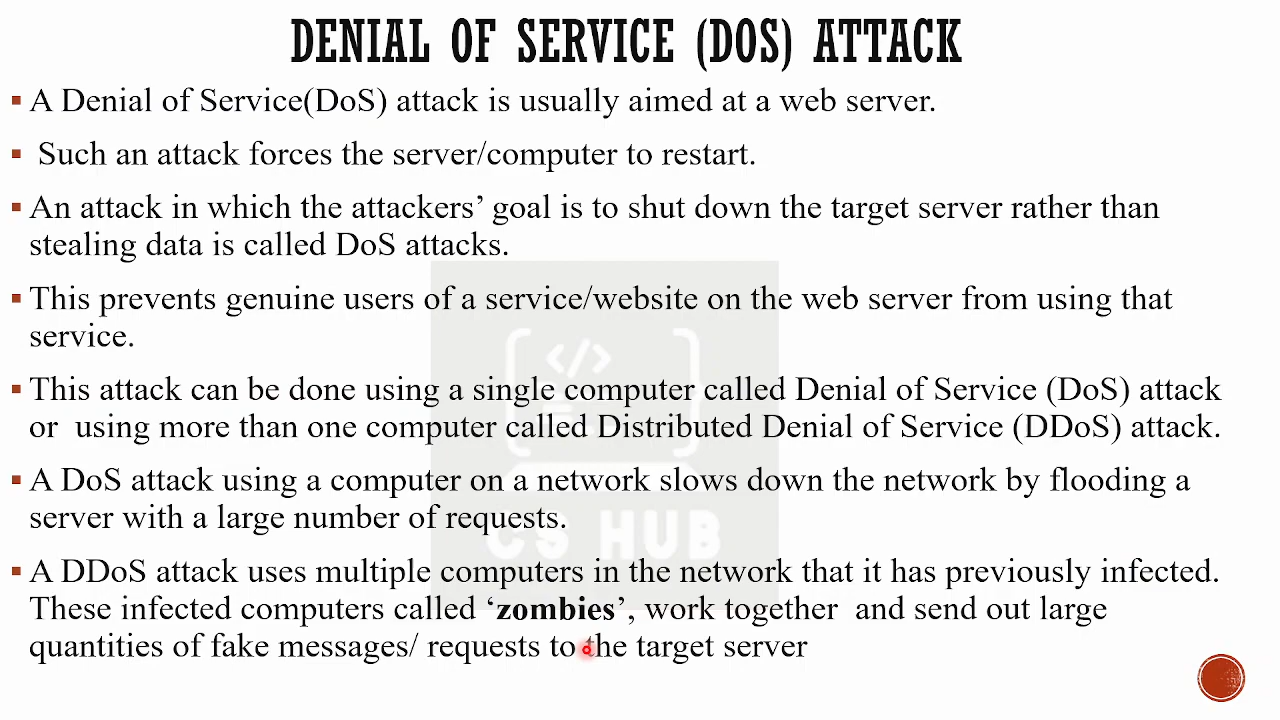 DENIAL OF SERVICE (DOS) ATTACK
▪ A Denial of Service(DoS) attack is usually aimed at a web server.
▪ Such an attack forces the server/computer to restart.
▪ An attack in which the attackers’ goal is to shut down the target server rather than
stealing data is called DoS attacks.
▪ This prevents genuine users of a service/website on the web server from using that
service.
▪ This attack can be done using a single computer called Denial of Service (DoS) attack
or using more than one computer called Distributed Denial of Service (DDoS) attack.
▪ A DoS attack using a computer on a network slows down the network by flooding a
server with a large number of requests.
▪ A DDoS attack uses multiple computers in the network that it has previously infected.
These infected computers called ‘zombies’, work together and send out large
quantities of fake messages/ requests to the target server
</> 
CS HUB